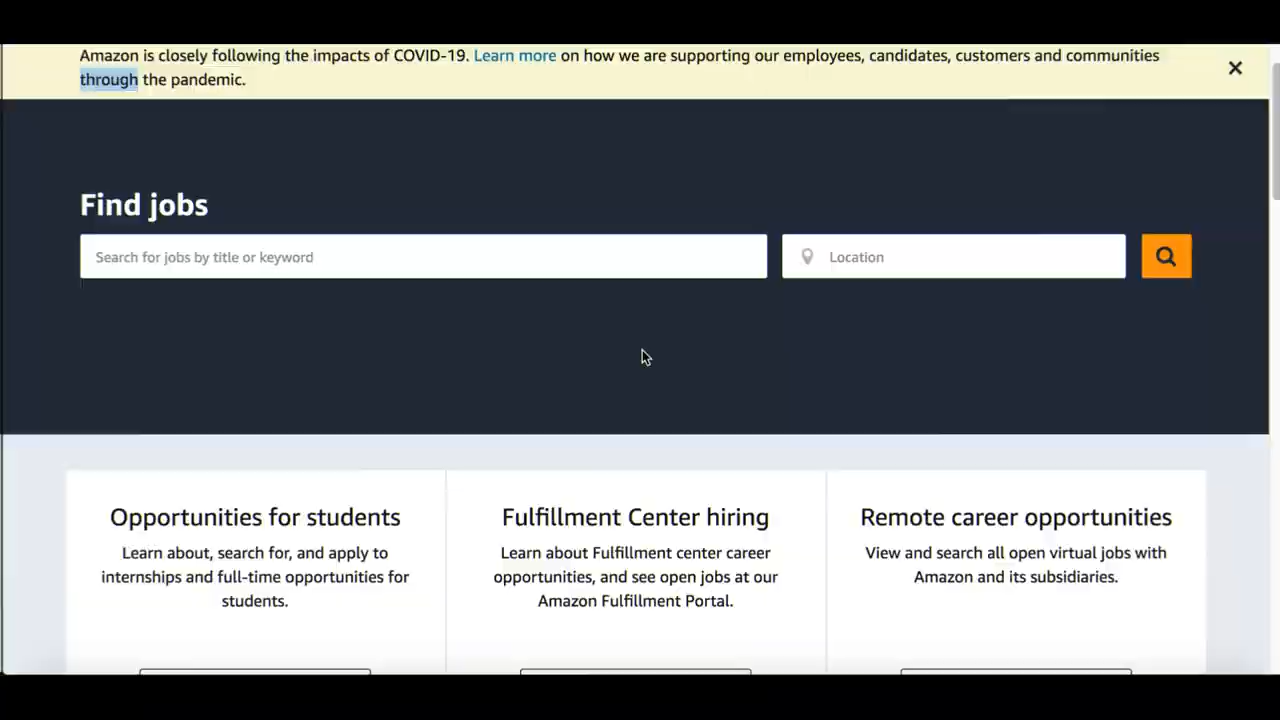 Amazon is closely following the impacts of COVID-19. Learn more on how we are supporting our employees, candidates, customers and communities
through the pandemic.
Find jobs
Search for jobs by title or keyword
Location
Opportunities for students
Learn about, search for, and apply to
internships and full-time opportunities for
students.
Fulfillment Center hiring
Learn about Fulfillment center career
opportunities, and see open jobs at our
Amazon Fulfillment Portal.
Remote career opportunities
View and search all open virtual jobs with
Amazon and its subsidiaries.